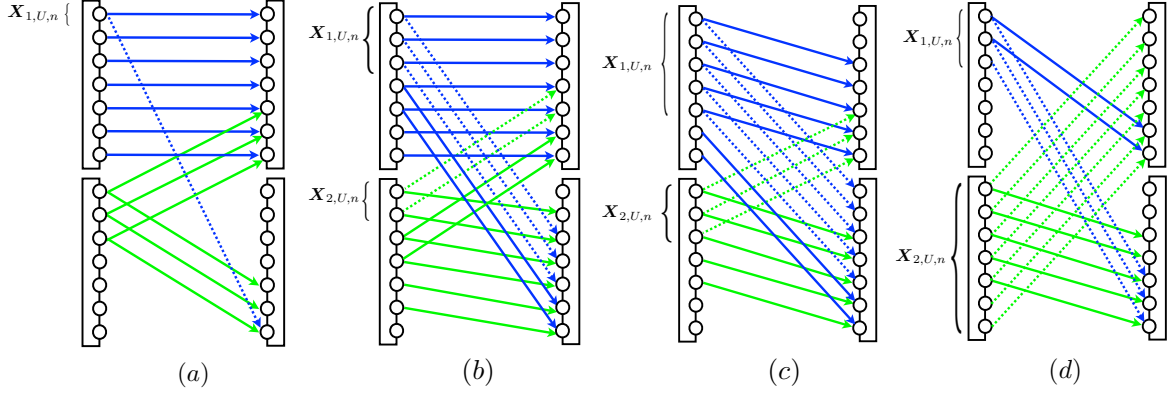 X1,U,n {
X1,U,n {
X1,U,n {
X1,U,n {
X2,U,n {
X2,U,n {
X2,U,n {
(a)
(b)
(c)
(d)